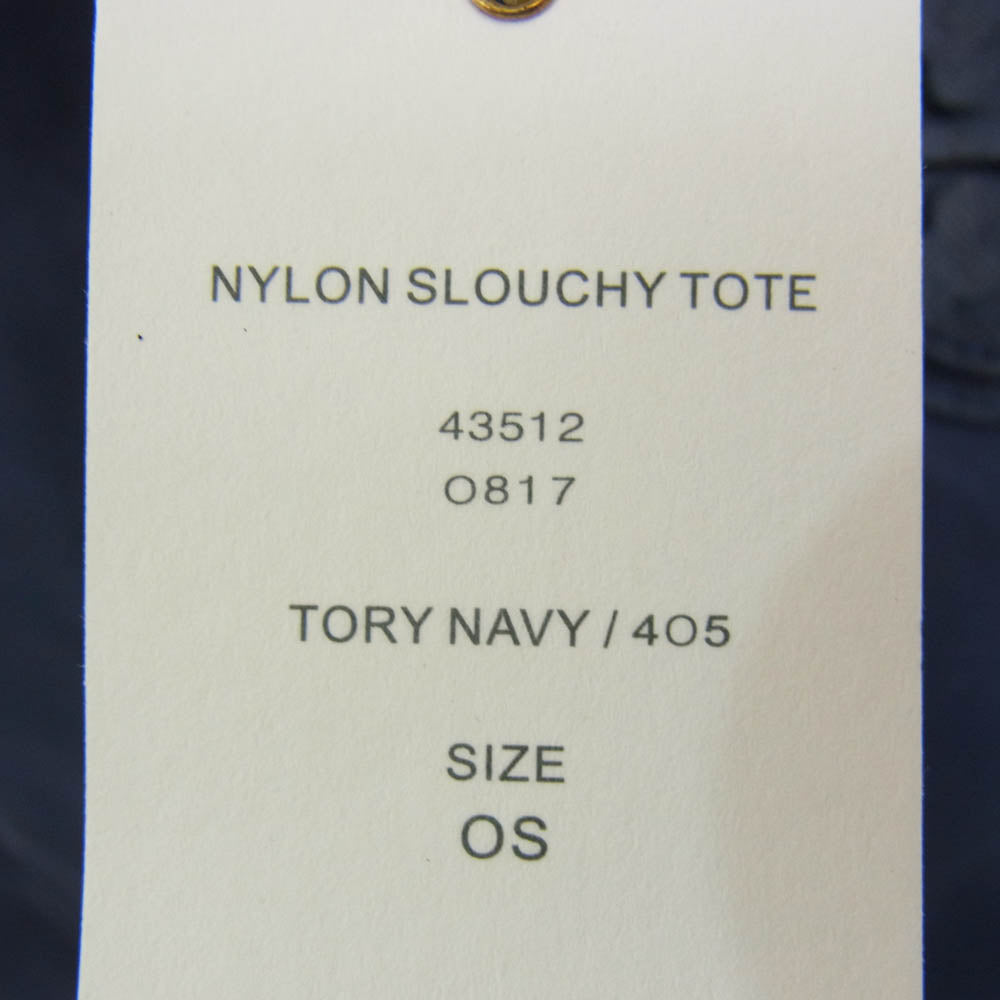 NYLON SLOUCHY TOTE
43512
0817
TORY NAVY / 405
SIZE
OS